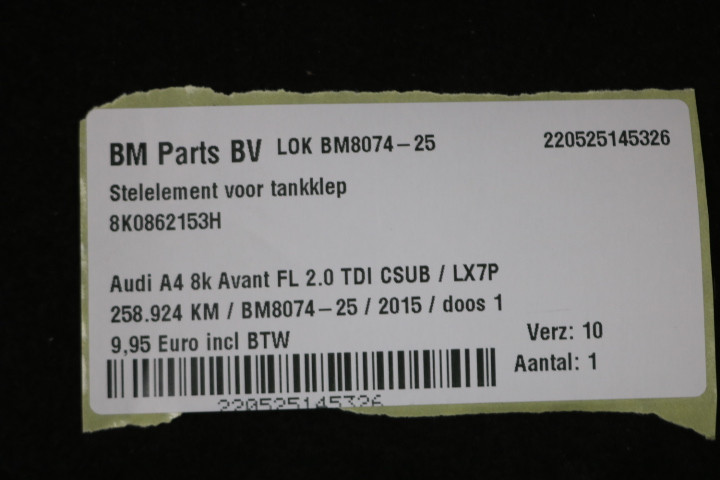 BM Parts BV LOK BM8074-25 220525145326
Stelelement voor tankklep
8K0862153H
Audi A4 8k Avant FL 2.0 TDI CSUB / LX7P
258.924 KM / BM8074-25 / 2015 / doos 1
9,95 Euro incl BTW
Verz: 10
Aantal: 1
220525145326